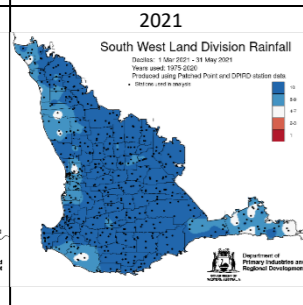 2021
South West Land Division Rainfall
Deciles: 1 Mar 2021 - 31 May 2021
Years used: 1975-2020
Produced using Patched Point and DPIRD station data
• Stations used in analysis
10
8-9
4-7
2-3
1
Department of
Primary Industries and
Regional Development